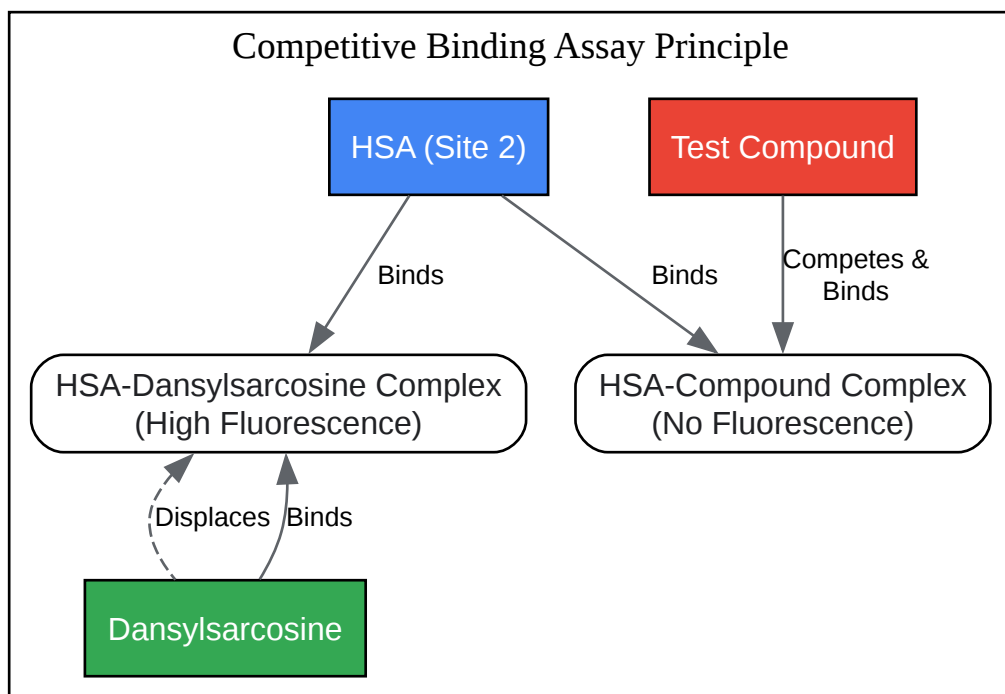 Competitive Binding Assay Principle
HSA (Site 2)
Test Compound
Binds
Binds
Competes &
Binds
HSA-Dansylsarcosine Complex
(High Fluorescence)
HSA-Compound Complex
(No Fluorescence)
Displaces
Binds
Dansylsarcosine